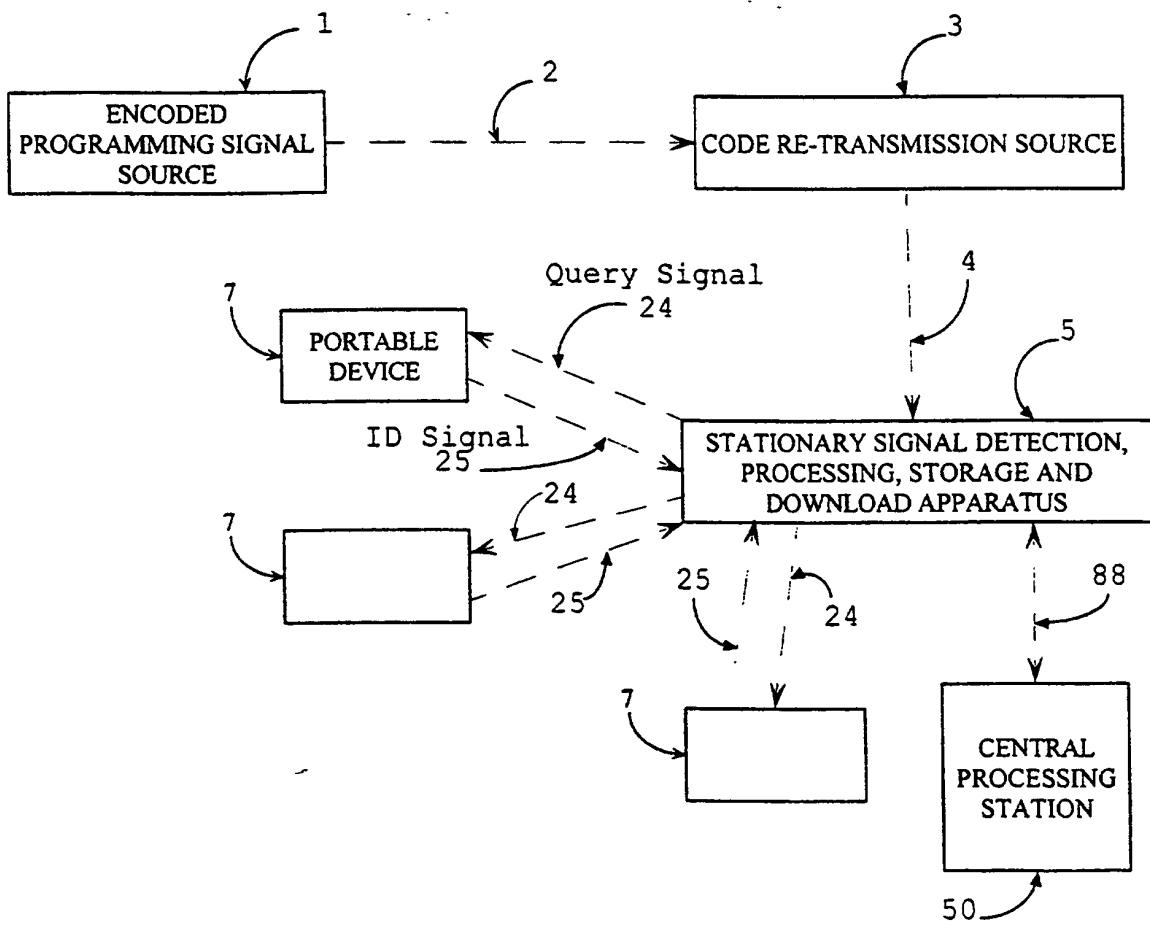 1
2
3
ENCODED
PROGRAMMING SIGNAL
SOURCE
CODE RE-TRANSMISSION SOURCE
4
Query Signal
24
7
PORTABLE
DEVICE
5
ID Signal
25
STATIONARY SIGNAL DETECTION,
PROCESSING, STORAGE AND
DOWNLOAD APPARATUS
24
7
25
25
24
88
7
CENTRAL
PROCESSING
STATION
50